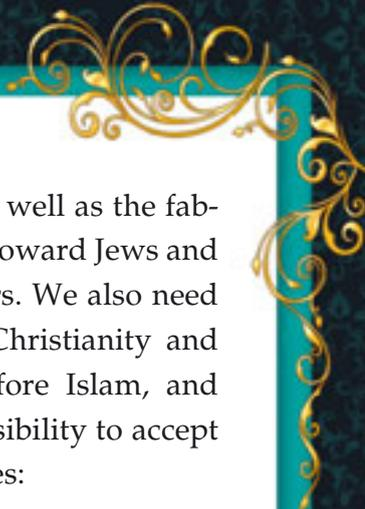 well as the fab-
oward Jews and
rs. We also need
Christianity and
fore Islam, and
sibility to accept
es: